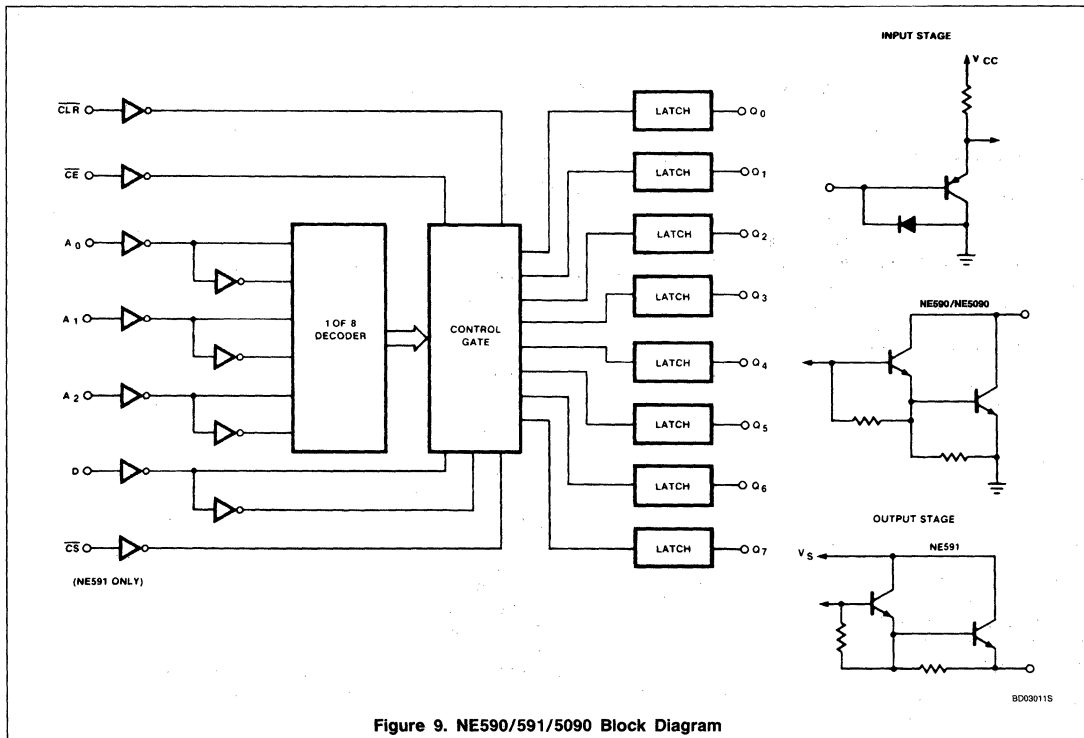 INPUT STAGE
VCC
CLR
LATCH
Q0
CE
LATCH
Q1
A0
LATCH
Q2
LATCH
Q3
NE590/NE5090
A1
1 OF 8
DECODER
CONTROL
GATE
LATCH
Q4
A2
LATCH
Q5
D
LATCH
Q6
OUTPUT STAGE
CS
LATCH
Q7
VS
NE591
(NE591 ONLY)
BD03011S
Figure 9. NE590/591/5090 Block Diagram